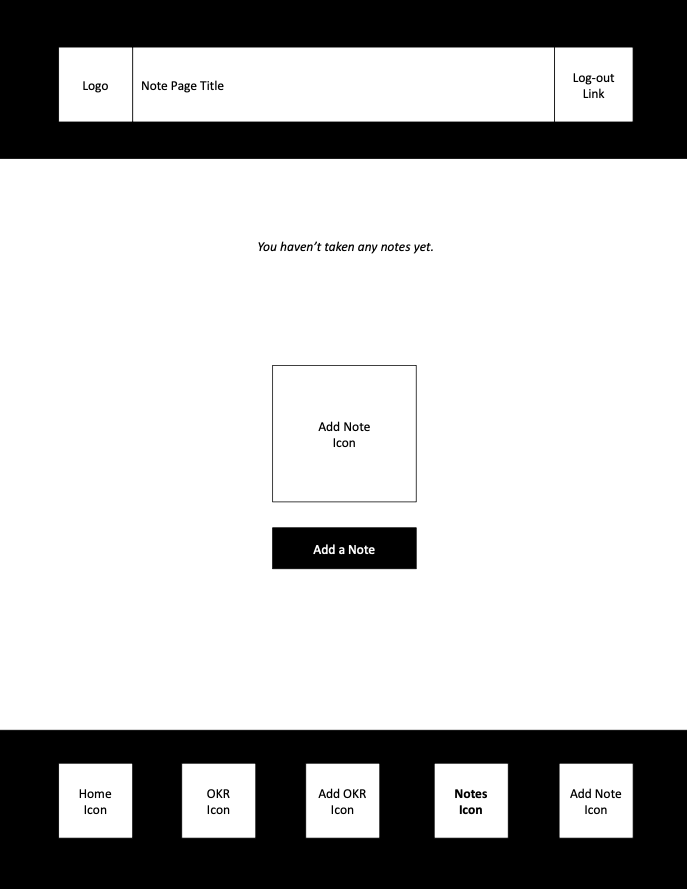 Logo
Note Page Title
Log-out
Link
You haven’t taken any notes yet.
Add Note
Icon
Add a Note
Home
Icon
OKR
Icon
Add OKR
Icon
Notes
Icon
Add Note
Icon